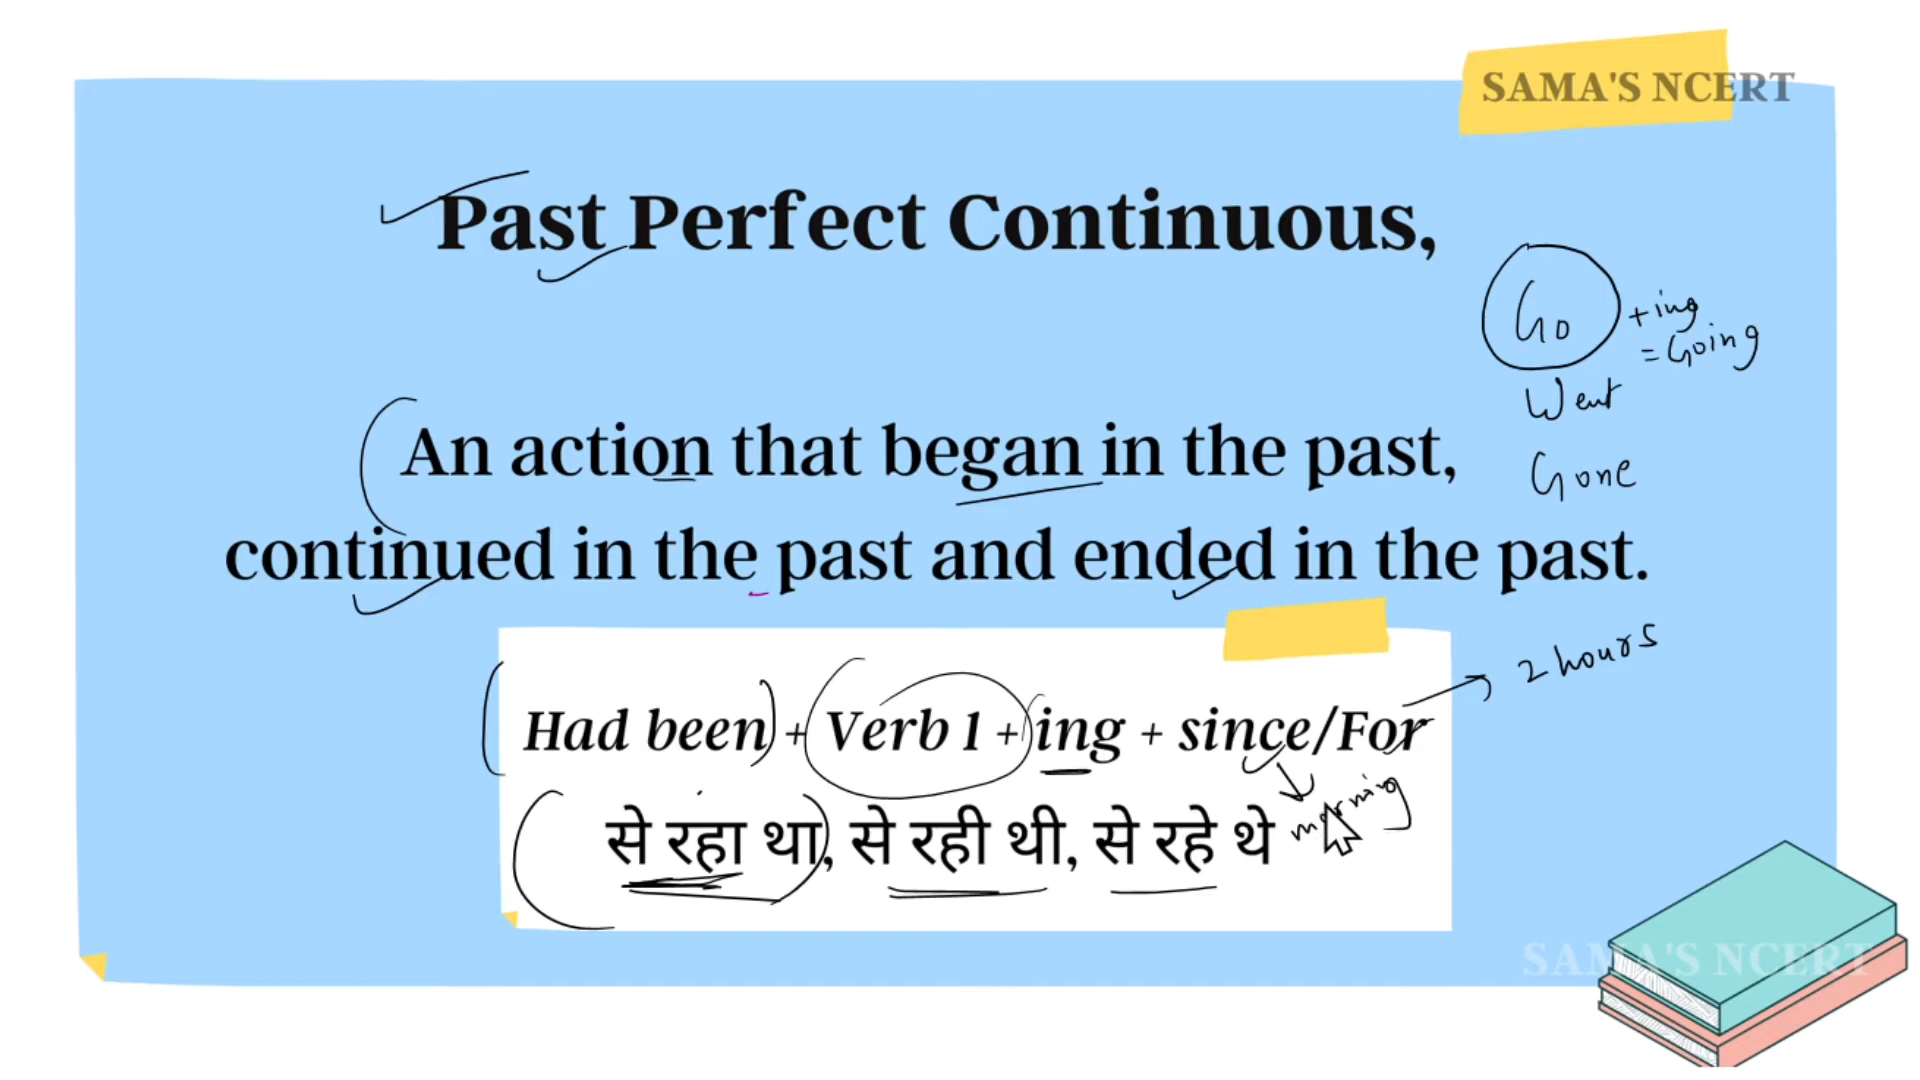 SAMA'S NCERT
Past Perfect Continuous,
Go + ing
= Going
Went
Gone
An action that began in the past,
continued in the past and ended in the past.
2 hours
Had been + Verb 1 + ing + since/For
morning
से रहा था, से रही थी, से रहे थे
SAMA'S NCERT